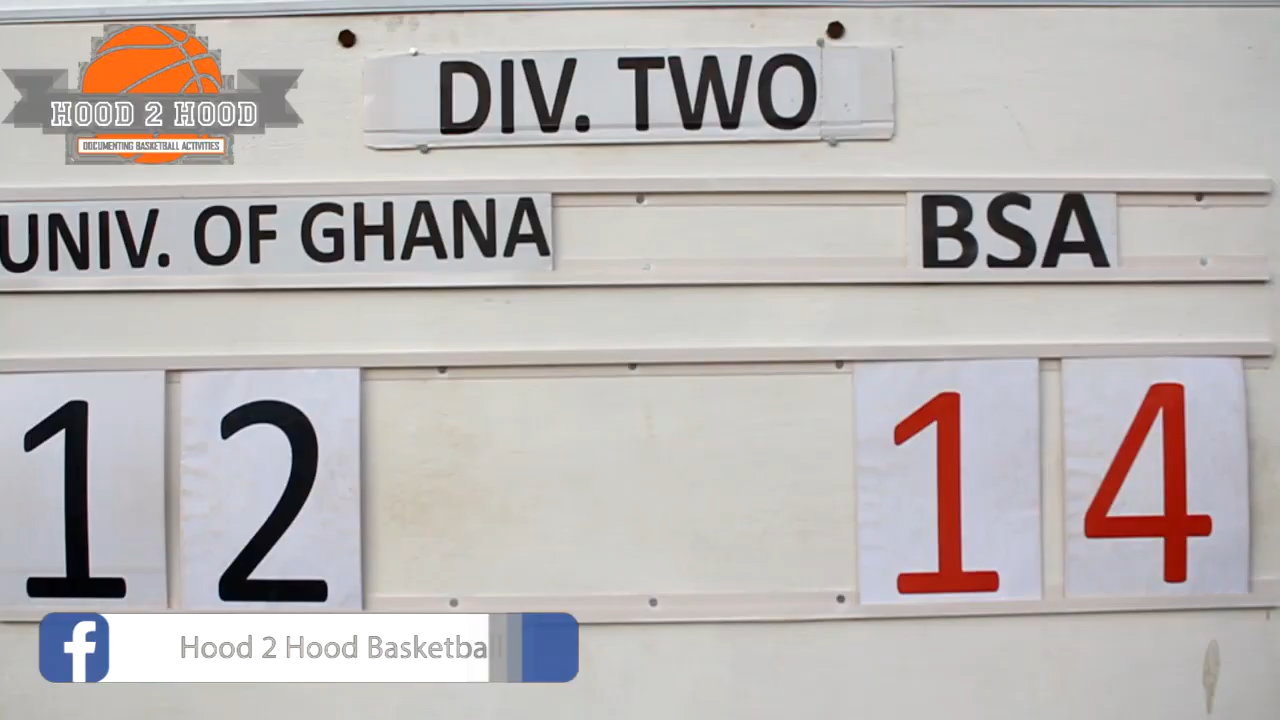 HOOD 2 HOOD
DOCUMENTING BASKETBALL ACTIVITIES
DIV. TWO
UNIV. OF GHANA
BSA
12
14
Hood 2 Hood Basketball